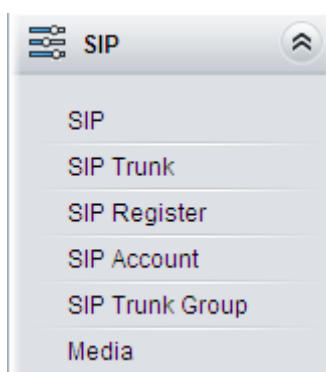 SIP
SIP
SIP Trunk
SIP Register
SIP Account
SIP Trunk Group
Media